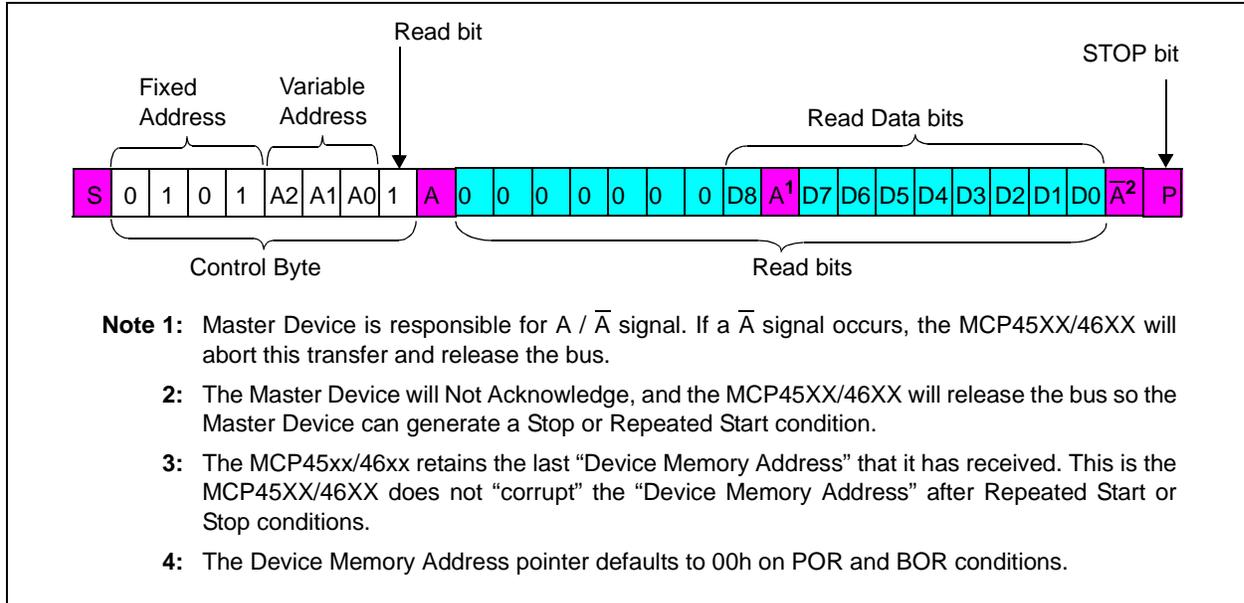 Read bit
STOP bit
Fixed
Address
Variable
Address
Read Data bits
S 0 1 0 1 A2 A1 A0 1 A 0 0 0 0 0 0 0 D8 A¹ D7 D6 D5 D4 D3 D2 D1 D0 A̅² P
Control Byte
Read bits
Note 1: Master Device is responsible for A / A̅ signal. If a A̅ signal occurs, the MCP45XX/46XX will
abort this transfer and release the bus.
2: The Master Device will Not Acknowledge, and the MCP45XX/46XX will release the bus so the
Master Device can generate a Stop or Repeated Start condition.
3: The MCP45xx/46xx retains the last “Device Memory Address” that it has received. This is the
MCP45XX/46XX does not “corrupt” the “Device Memory Address” after Repeated Start or
Stop conditions.
4: The Device Memory Address pointer defaults to 00h on POR and BOR conditions.